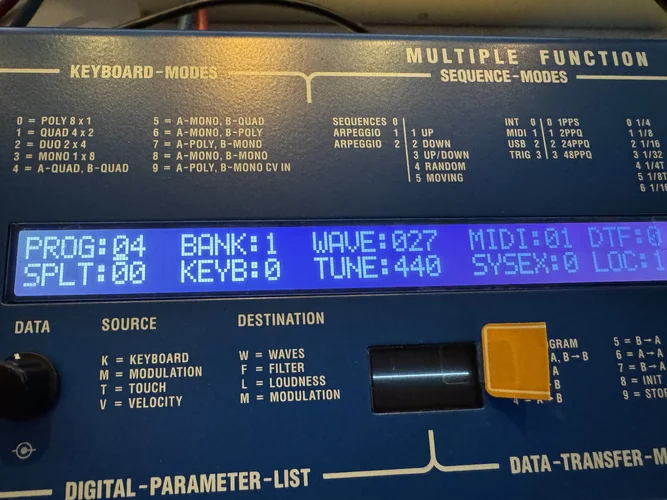 MULTIPLE FUNCTION
KEYBOARD-MODES
SEQUENCE-MODES
0 = POLY 8 x 1
1 = QUAD 4 x 2
2 = DUO 2 x 4
3 = MONO 1 x 8
4 = A-QUAD, B-QUAD
5 = A-MONO, B-QUAD
6 = A-MONO, B-POLY
7 = A-POLY, B-MONO
8 = A-MONO, B-MONO
9 = A-POLY, B-MONO CV IN
SEQUENCES 0
ARPEGGIO 1
ARPEGGIO 2
1 UP
2 DOWN
3 UP/DOWN
4 RANDOM
5 MOVING
INT 0
MIDI 1
USB 2
TRIG 3
0 1PPS
1 2PPQ
2 24PPQ
3 48PPQ
0 1/4
1 1/8
2 1/16
3 1/32
4 1/4T
5 1/8T
6 1/16
PROG:04 BANK:1 WAVE:027 MIDI:01 DTF:0
SPLT:00 KEYB:0 TUNE:440 SYSEX:0 LOC:1
DATA
SOURCE
K = KEYBOARD
M = MODULATION
T = TOUCH
V = VELOCITY
DESTINATION
W = WAVES
F = FILTER
L = LOUDNESS
M = MODULATION
OGRAM
A, B→B
A
B
5 = B→A
6 = A→A
7 = B→A
8 = INIT
9 = STO
DIGITAL-PARAMETER-LIST
DATA-TRANSFER-M